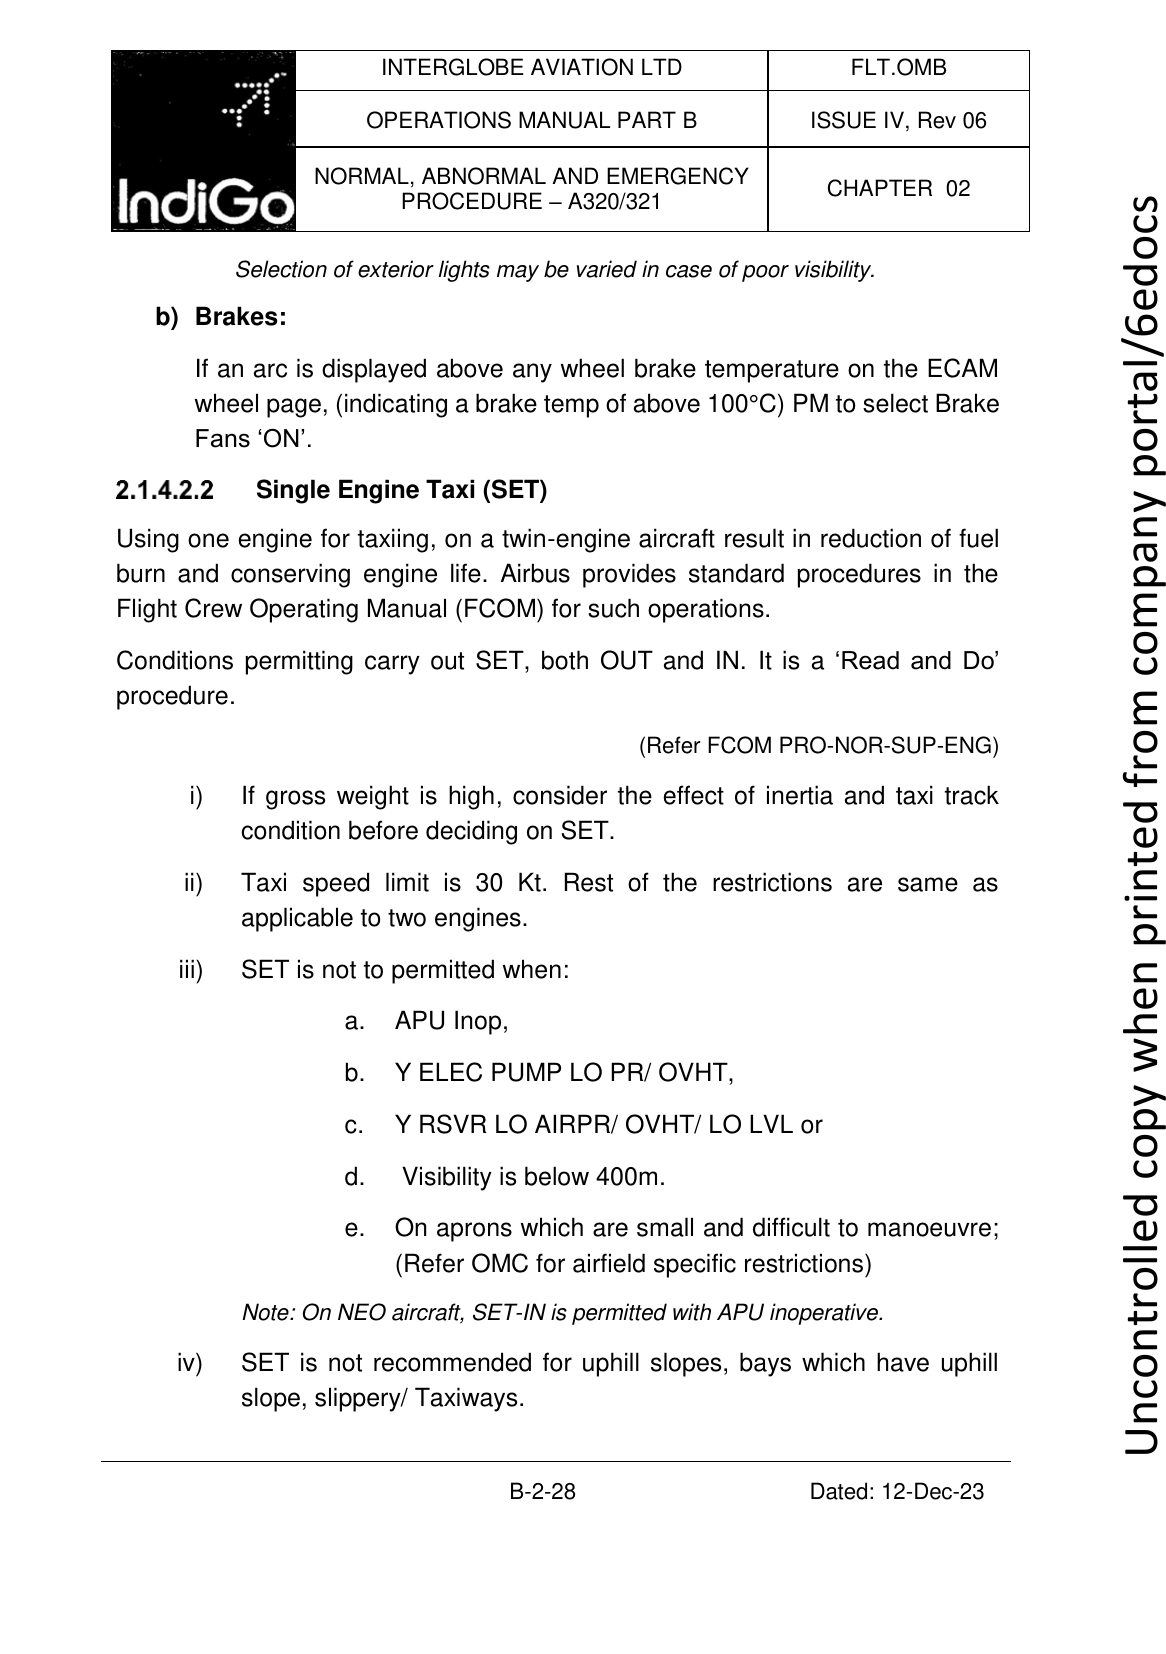 IndiGo
INTERGLOBE AVIATION LTD
FLT.OMB
OPERATIONS MANUAL PART B
ISSUE IV, Rev 06
NORMAL, ABNORMAL AND EMERGENCY
PROCEDURE – A320/321
CHAPTER 02
Selection of exterior lights may be varied in case of poor visibility.
b) Brakes:
If an arc is displayed above any wheel brake temperature on the ECAM
wheel page, (indicating a brake temp of above 100°C) PM to select Brake
Fans ‘ON’.
2.1.4.2.2 Single Engine Taxi (SET)
Using one engine for taxiing, on a twin-engine aircraft result in reduction of fuel
burn and conserving engine life. Airbus provides standard procedures in the
Flight Crew Operating Manual (FCOM) for such operations.
Conditions permitting carry out SET, both OUT and IN. It is a ‘Read and Do’
procedure.
(Refer FCOM PRO-NOR-SUP-ENG)
i) If gross weight is high, consider the effect of inertia and taxi track
condition before deciding on SET.
ii) Taxi speed limit is 30 Kt. Rest of the restrictions are same as
applicable to two engines.
iii) SET is not to permitted when:
a. APU Inop,
b. Y ELEC PUMP LO PR/ OVHT,
c. Y RSVR LO AIRPR/ OVHT/ LO LVL or
d. Visibility is below 400m.
e. On aprons which are small and difficult to manoeuvre;
(Refer OMC for airfield specific restrictions)
Note: On NEO aircraft, SET-IN is permitted with APU inoperative.
iv) SET is not recommended for uphill slopes, bays which have uphill
slope, slippery/ Taxiways.
B-2-28
Dated: 12-Dec-23
Uncontrolled copy when printed from company portal/6edocs